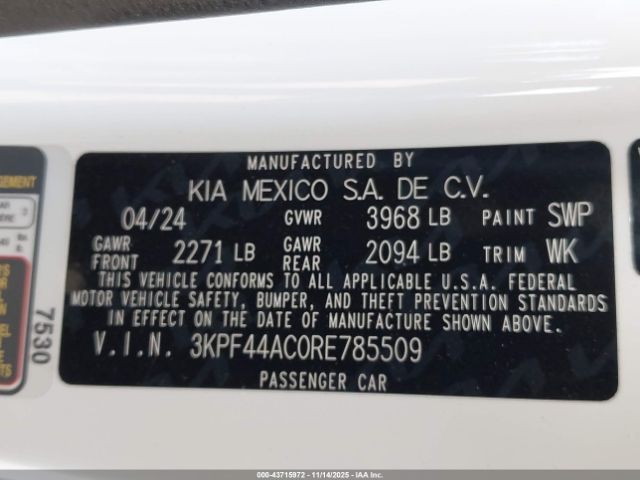 MANUFACTURED BY
KIA MEXICO S.A. DE C.V.
04/24 GVWR 3968 LB PAINT SWP
GAWR FRONT 2271 LB GAWR REAR 2094 LB TRIM WK
THIS VEHICLE CONFORMS TO ALL APPLICABLE U.S.A. FEDERAL
MOTOR VEHICLE SAFETY, BUMPER, AND THEFT PREVENTION STANDARDS
IN EFFECT ON THE DATE OF MANUFACTURE SHOWN ABOVE.
V.I.N. 3KPF44AC0RE785509
PASSENGER CAR
7530
000-43715972 | 11/14/2025 | IAA Inc.